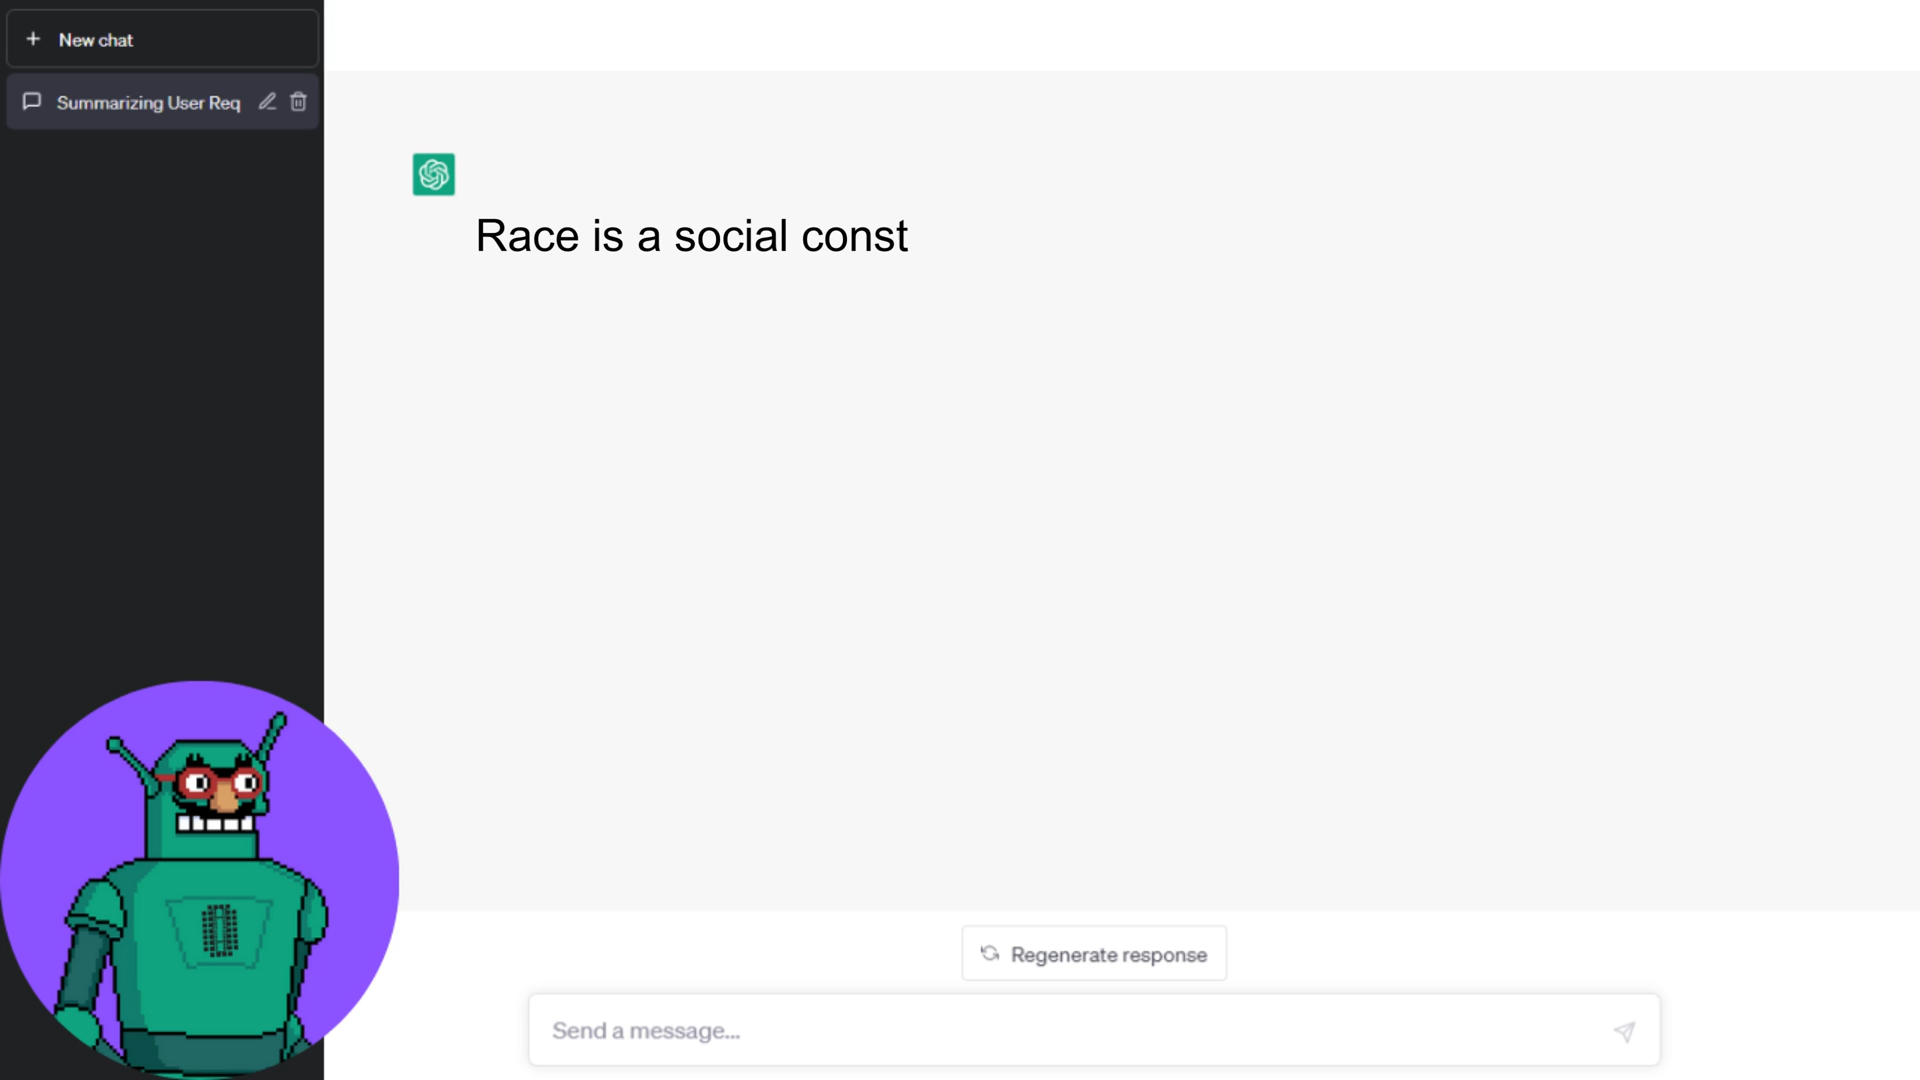 New chat
Summarizing User Req
Race is a social const
Regenerate response
Send a message...